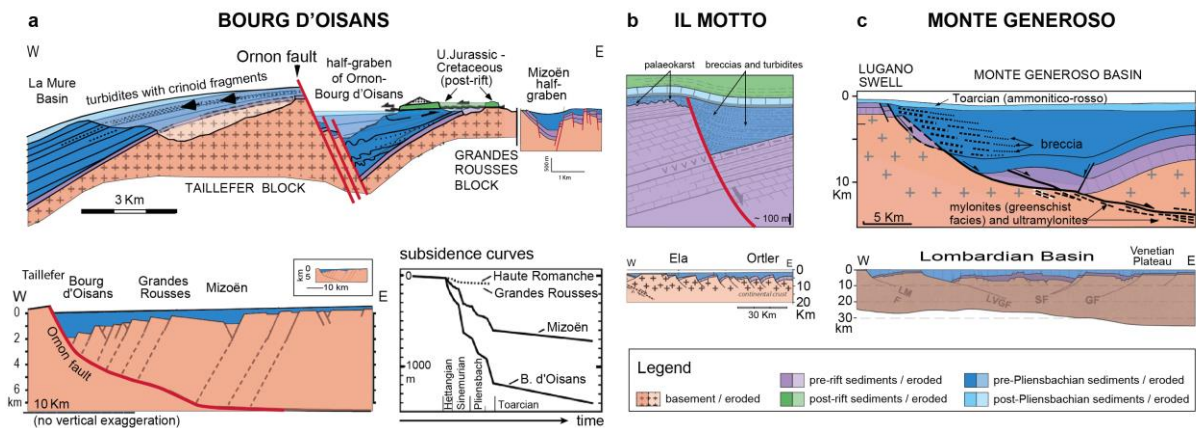 a
BOURG D'OISANS
W
E
Ornon fault
La Mure
Basin
turbidites with crinoid fragments
half-graben
of Ornon-
Bourg d'Oisans
U.Jurassic -
Cretaceous
(post-rift)
Mizoën
half-
graben
TAILLEFER BLOCK
GRANDES
ROUSSES
BLOCK
500 m
1 Km
3 Km
Taillefer
Bourg
d'Oisans
Grandes
Rousses
Mizoën
km
0
5
10 km
W
E
0
2
4
6
km
Ornon fault
10 Km
(no vertical exaggeration)
subsidence curves
0
1000
m
Haute Romanche
Grandes Rousses
Mizoën
B. d'Oisans
Hettangian
Sinemurian
Pliensbach
Toarcian
time
b
IL MOTTO
palaeokarst
breccias and turbidites
V V V V
~ 100 m
W
Ela
Ortler
E
0
10
20
Km
continental crust
30 Km
c
MONTE GENEROSO
LUGANO
SWELL
MONTE GENEROSO BASIN
0
10
Km
Toarcian (ammonitico-rosso)
breccia
mylonites (greenschist
facies) and ultramylonites
5 Km
W
Lombardian Basin
Venetian
Plateau
E
0
10
20
30
km
LM
F
LVGF
SF
GF
Legend
basement / eroded
pre-rift sediments / eroded
post-rift sediments / eroded
pre-Pliensbachian sediments / eroded
post-Pliensbachian sediments / eroded